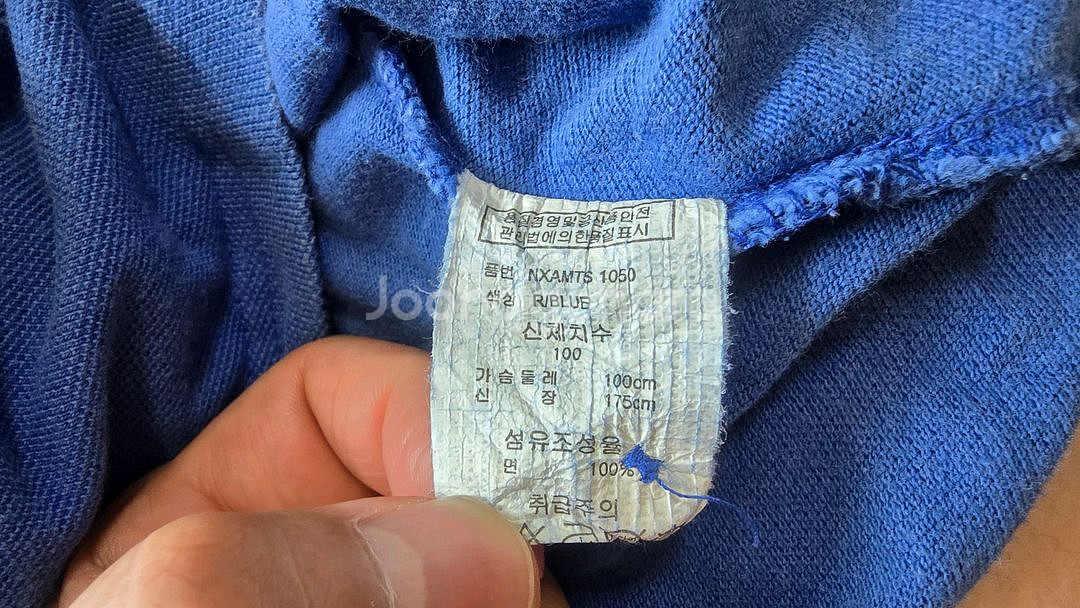 품질경영및공산품안전
관리법에의한품질표시
품번 NXAMTS 1050
색상 R/BLUE
신체치수
100
가슴둘레 100cm
신 장 175cm
섬유조성율
면 100%
취급주의